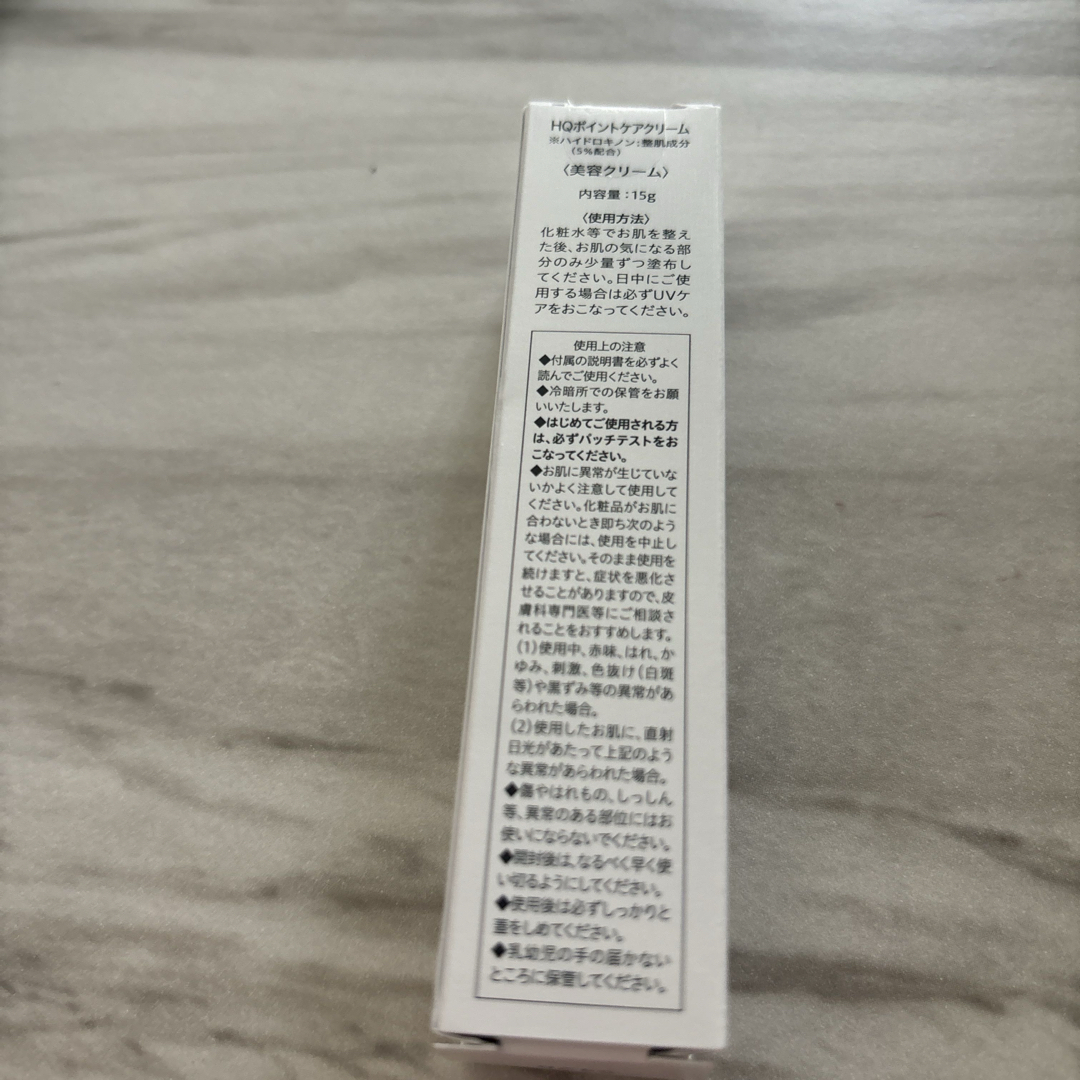 HQポイントケアクリーム
※ハイドロキノン：整肌成分
（5％配合）
〈美容クリーム〉
内容量：15g
〈使用方法〉
化粧水等でお肌を整え
た後、お肌の気になる部
分のみ少量ずつ塗布し
てください。日中にご使
用する場合は必ずUVケ
アをおこなってください。
使用上の注意
◆付属の説明書を必ずよく
読んでご使用ください。
◆冷暗所での保管をお願
いいたします。
◆はじめてご使用される方
は、必ずパッチテストをお
こなってください。
◆お肌に異常が生じていな
いかよく注意して使用して
ください。化粧品がお肌に
合わないとき即ち次のよう
な場合には、使用を中止し
てください。そのまま使用を
続けますと、症状を悪化さ
せることがありますので、皮
膚科専門医等にご相談さ
れることをおすすめします。
（1）使用中、赤味、はれ、か
ゆみ、刺激、色抜け（白斑
等）や黒ずみ等の異常があ
らわれた場合。
（2）使用したお肌に、直射
日光があたって上記のよう
な異常があらわれた場合。
◆傷やはれもの、しっしん
等、異常のある部位にはお
使いにならないでください。
◆開封後は、なるべく早く使
い切るようにしてください。
◆使用後は必ずしっかりと
蓋をしめてください。
◆乳幼児の手の届かない
ところに保管してください。